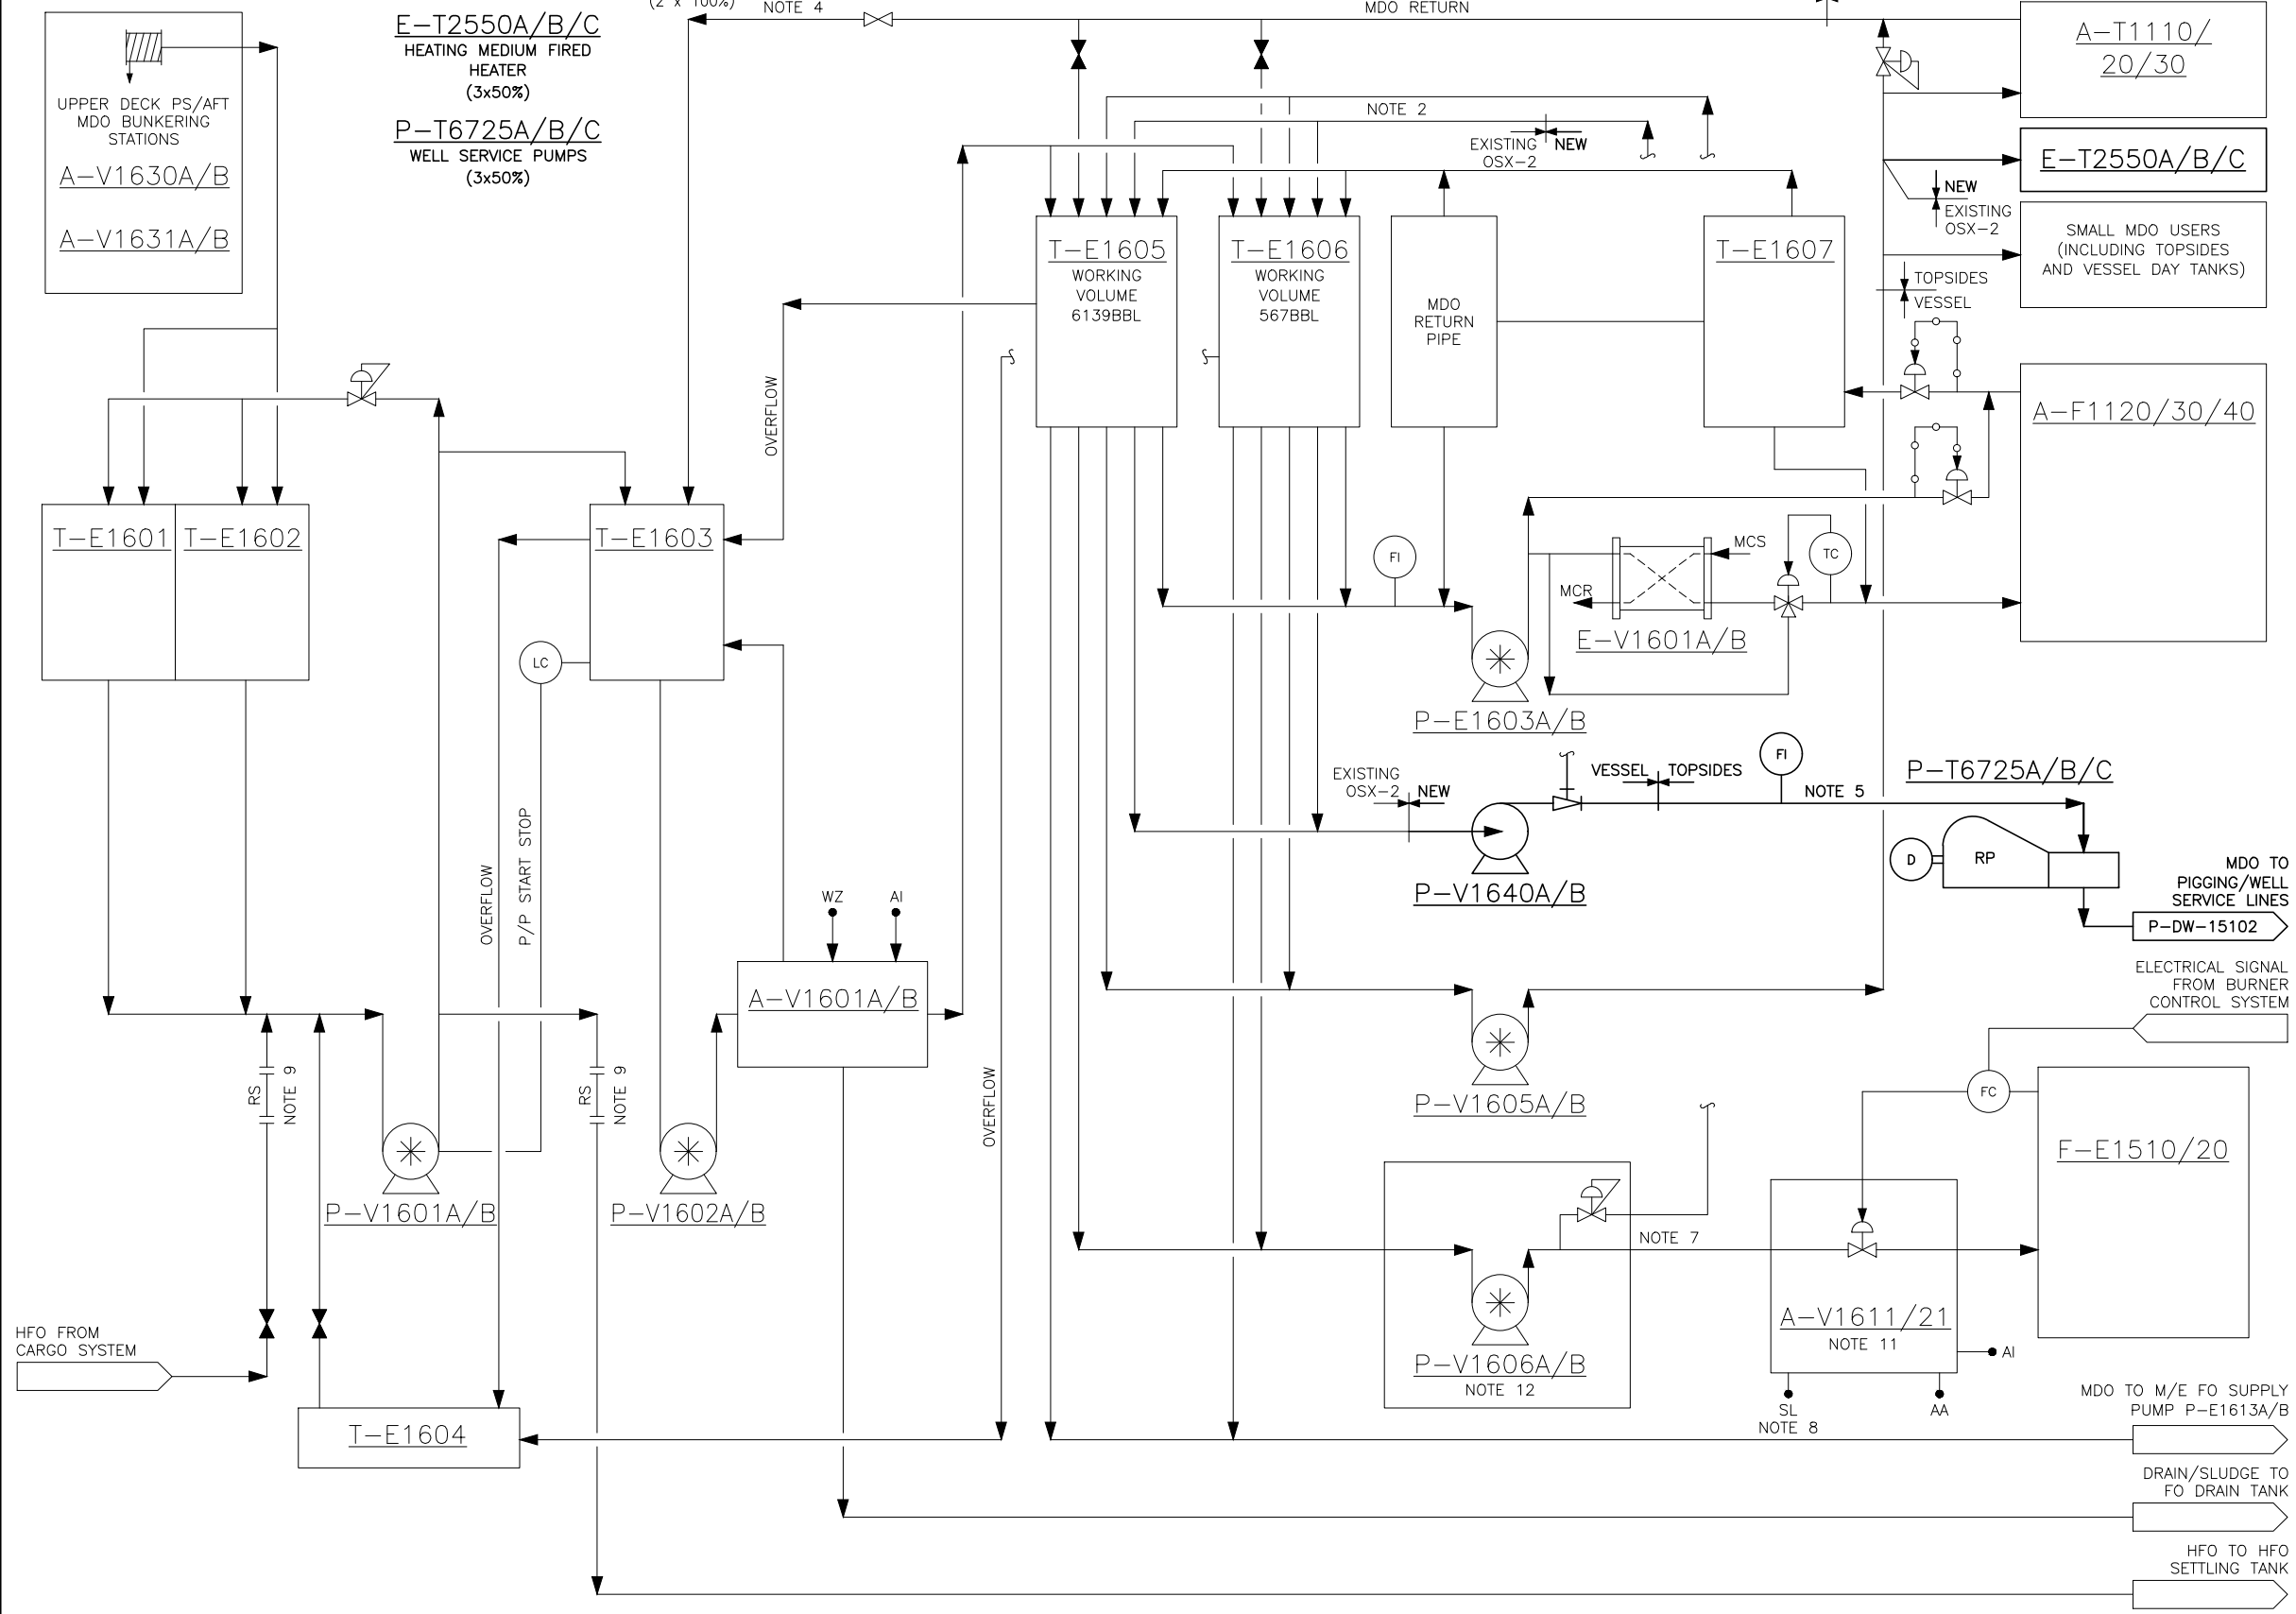 (2 x 100%)
NOTE 4
MDO RETURN
E-T2550A/B/C
HEATING MEDIUM FIRED
HEATER
(3x50%)
P-T6725A/B/C
WELL SERVICE PUMPS
(3x50%)
UPPER DECK PS/AFT
MDO BUNKERING
STATIONS
A-V1630A/B
A-V1631A/B
A-T1110/
20/30
E-T2550A/B/C
NEW
EXISTING
OSX-2
SMALL MDO USERS
(INCLUDING TOPSIDES
AND VESSEL DAY TANKS)
TOPSIDES
VESSEL
NOTE 2
EXISTING NEW
OSX-2
T-E1605
WORKING
VOLUME
6139BBL
T-E1606
WORKING
VOLUME
567BBL
MDO
RETURN
PIPE
T-E1607
A-F1120/30/40
OVERFLOW
T-E1601
T-E1602
T-E1603
LC
FI
MCS
MCR
TC
E-V1601A/B
P-E1603A/B
OVERFLOW
P/P START STOP
WZ
AI
A-V1601A/B
EXISTING
OSX-2 NEW
VESSEL TOPSIDES
FI
NOTE 5
P-T6725A/B/C
P-V1640A/B
D
RP
MDO TO
PIGGING/WELL
SERVICE LINES
P-DW-15102
ELECTRICAL SIGNAL
FROM BURNER
CONTROL SYSTEM
RS
NOTE 9
RS
NOTE 9
OVERFLOW
P-V1601A/B
P-V1602A/B
P-V1605A/B
FC
F-E1510/20
NOTE 7
P-V1606A/B
NOTE 12
A-V1611/21
NOTE 11
AI
SL
NOTE 8
AA
HFO FROM
CARGO SYSTEM
T-E1604
MDO TO M/E FO SUPPLY
PUMP P-E1613A/B
DRAIN/SLUDGE TO
FO DRAIN TANK
HFO TO HFO
SETTLING TANK